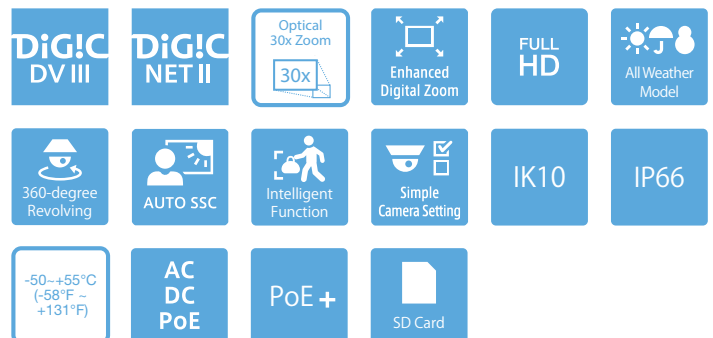 DiG!C
DV III
DiG!C
NET II
Optical
30x Zoom
30x
Enhanced
Digital Zoom
FULL
HD
All Weather
Model
360-degree
Revolving
AUTO SSC
Intelligent
Function
Simple
Camera Setting
IK10
IP66
-50~+55°C
(-58°F ~
+131°F)
AC
DC
PoE
PoE +
SD Card